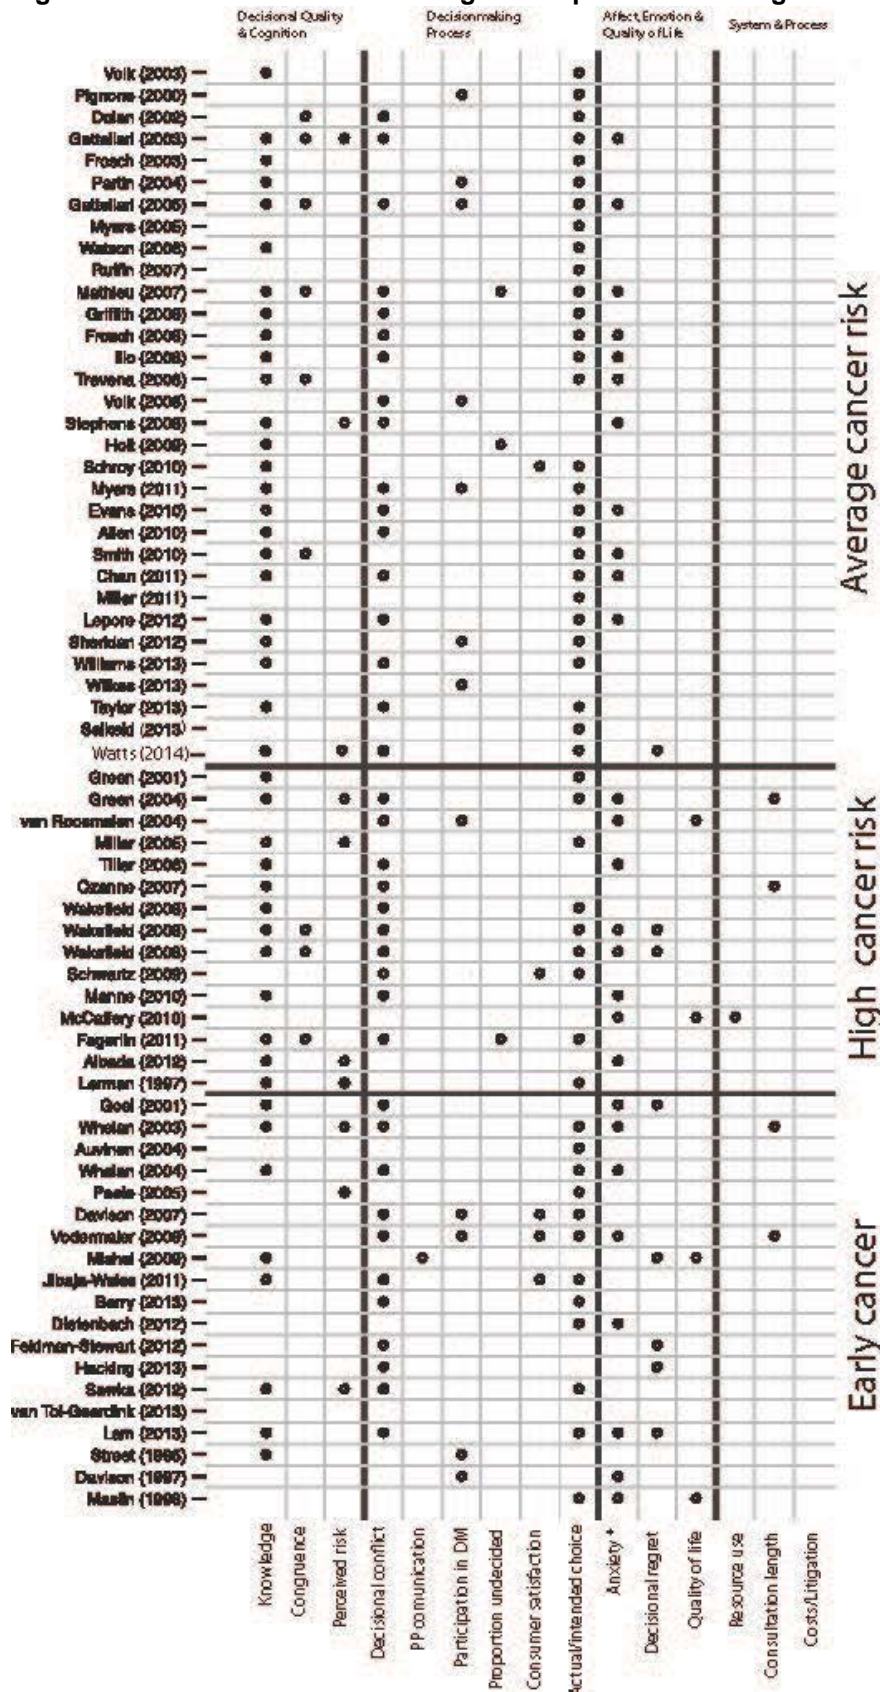 Decisional Quality
& Cognition
Decisionmaking
Process
Affect, Emotion &
Quality of Life
System & Process
Volk (2003)
Pignone (2000)
Dolan (2002)
Gattellari (2003)
Frosch (2003)
Partin (2004)
Gattellari (2005)
Myers (2005)
Watson (2006)
Ruffin (2007)
Mathieu (2007)
Griffith (2008)
Frosch (2008)
Trevena (2008)
Volk (2008)
Stephens (2008)
Holt (2009)
Schroy (2010)
Myers (2011)
Evans (2010)
Allen (2010)
Smith (2010)
Chan (2011)
Miller (2011)
Lepore (2012)
Sheridan (2012)
Williams (2013)
Wilkes (2013)
Taylor (2013)
Salkeld (2013)
Watts (2014)
Green (2001)
Green (2004)
van Roosmalen (2004)
Miller (2005)
Tiller (2006)
Ozanne (2007)
Wakefield (2008)
Wakefield (2008)
Wakefield (2008)
Schwartz (2009)
Manne (2010)
McCaffery (2010)
Fagerlin (2011)
Albada (2012)
Lerman (1997)
Goel (2001)
Whelan (2003)
Auvinen (2004)
Whelan (2004)
Peele (2005)
Davison (2007)
Vodermaier (2009)
Mishel (2009)
Jibaja-Weiss (2011)
Berry (2013)
Diefenbach (2012)
Feldman-Stewart (2012)
Hacking (2013)
Sawka (2012)
van Tol-Geerdink (2013)
Lam (2013)
Street (1995)
Davison (1997)
Maslin (1998)
Average cancer risk
High cancer risk
Early cancer
Knowledge
Congruence
Perceived risk
Decisional conflict
PP comunication
Participation in DM
Proportion undecided
Consumer satisfaction
Actual/intended choice
Anxiety *
Decisional regret
Quality of life
Resource use
Consultation length
Costs/Litigation